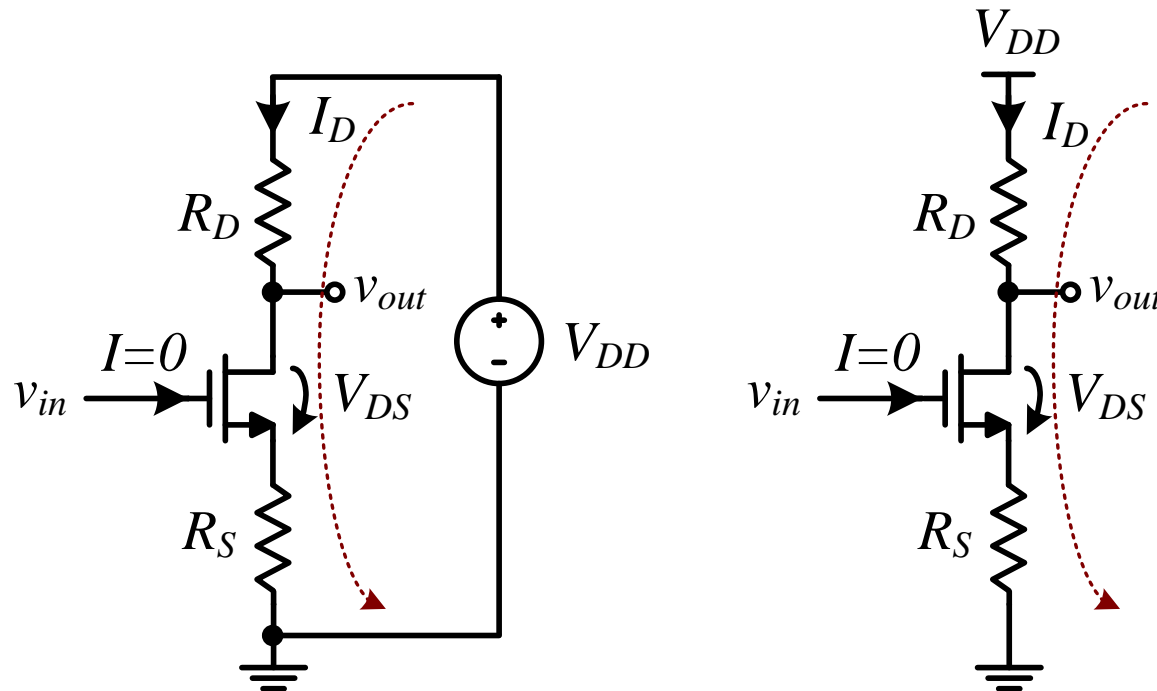 V_DD
I_D
I_D
R_D
R_D
v_out
v_out
+
-
V_DD
I=0
I=0
v_in
V_DS
v_in
V_DS
R_S
R_S